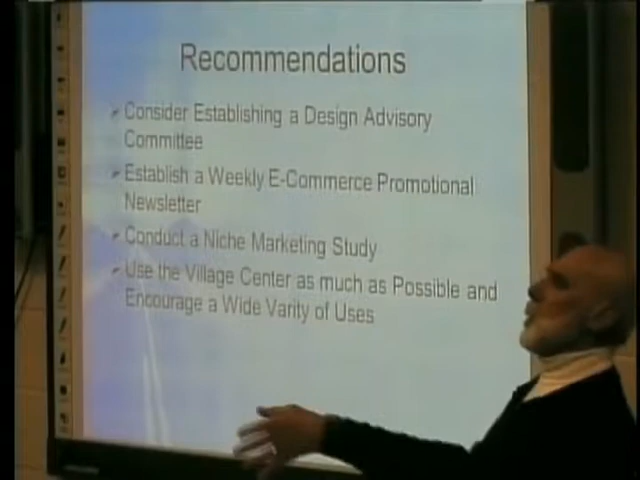 Recommendations
Consider Establishing a Design Advisory
Committee
Establish a Weekly E-Commerce Promotional
Newsletter
Conduct a Niche Marketing Study
Use the Village Center as much as Possible and
Encourage a Wide Varity of Uses